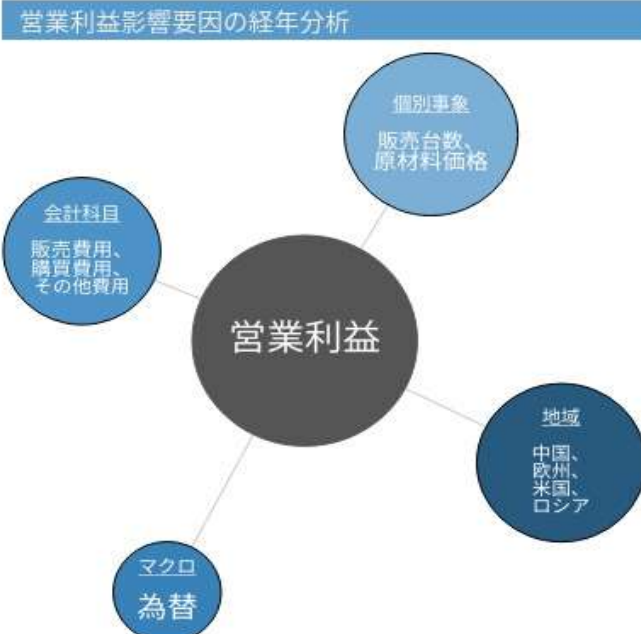 営業利益影響要因の経年分析
個別事象
販売台数、
原材料価格
会計科目
販売費用、
購買費用、
その他費用
営業利益
地域
中国、
欧州、
米国、
ロシア
マクロ
為替